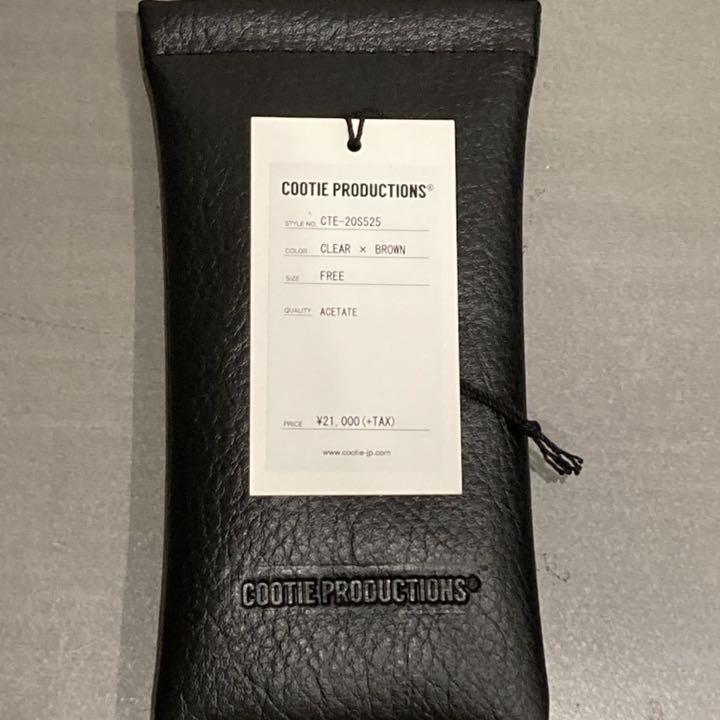 COOTIE PRODUCTIONS®
STYLE NO. CTE-20S525
COLOR CLEAR × BROWN
SIZE FREE
QUALITY ACETATE
PRICE ¥21,000(+TAX)
www.cootie-jp.com
COOTIE PRODUCTIONS®